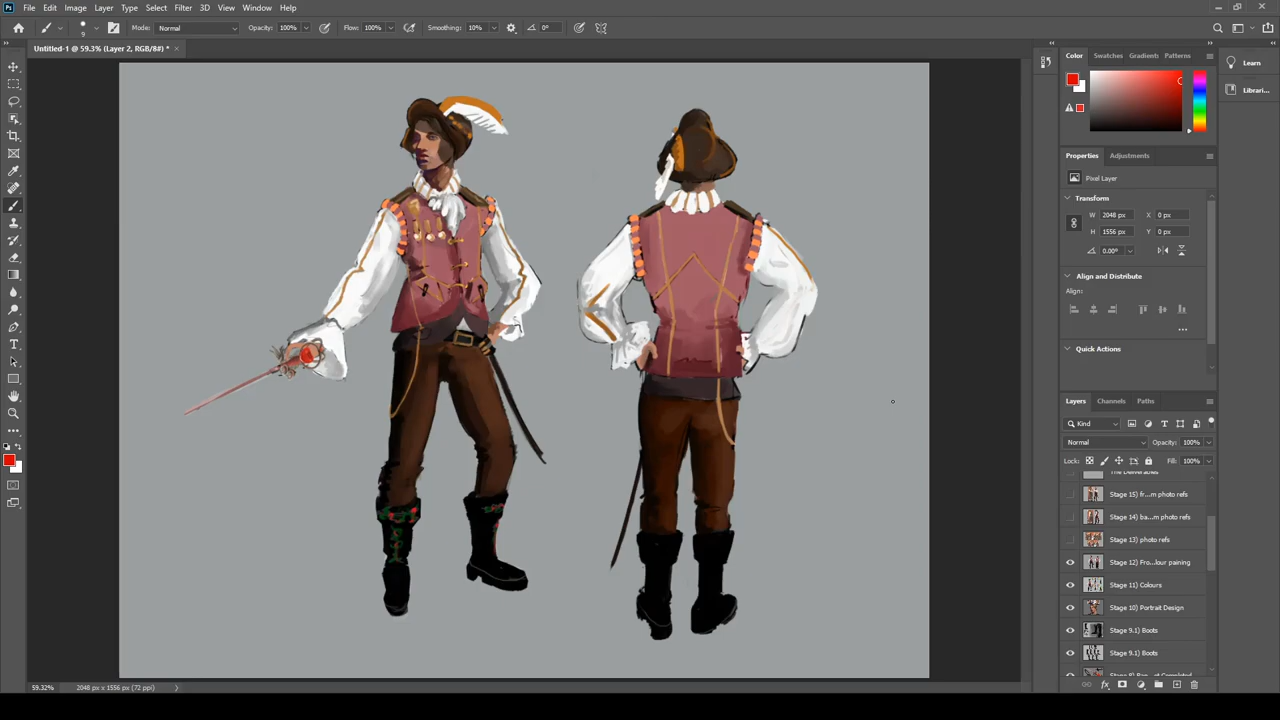 Ps File Edit Image Layer Type Select Filter 3D View Window Help
9 Mode: Normal Opacity: 100% Flow: 100% Smoothing: 10% 0°
Untitled-1 @ 59.3% (Layer 2, RGB/8#) *
Color Swatches Gradients Patterns
Learn
Librari...
Properties Adjustments
Pixel Layer
Transform
W 2048 px X 0 px
H 1556 px Y 0 px
0.00°
Align and Distribute
Align:
Quick Actions
Layers Channels Paths
Kind
Normal Opacity: 100%
Lock: Fill: 100%
The Deliverables
Stage 15) fr...m photo refs
Stage 14) ba...m photo refs
Stage 13) photo refs
Stage 12) Fro...lour paining
Stage 11) Colours
Stage 10) Portrait Design
Stage 9.1) Boots
Stage 9.1) Boots
59.32% 2048 px x 1556 px (72 ppi)